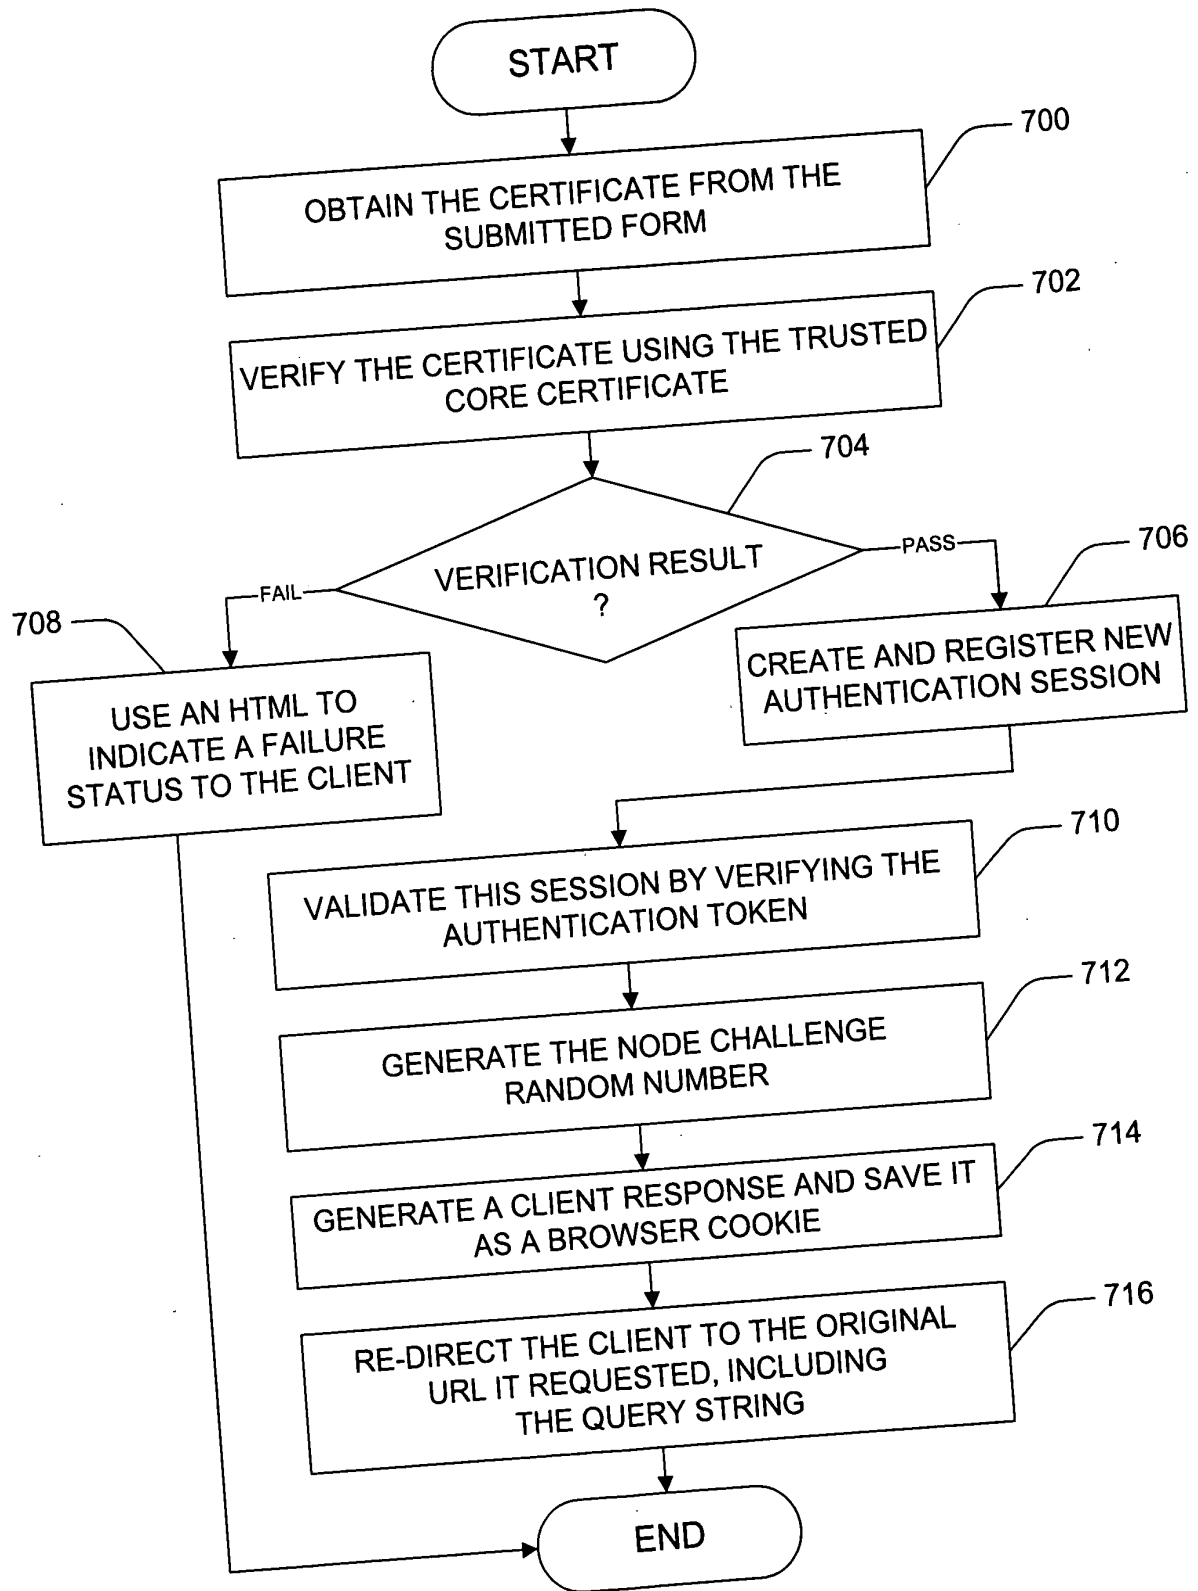 START
700
OBTAIN THE CERTIFICATE FROM THE
SUBMITTED FORM
702
VERIFY THE CERTIFICATE USING THE TRUSTED
CORE CERTIFICATE
704
VERIFICATION RESULT
?
FAIL
PASS
706
CREATE AND REGISTER NEW
AUTHENTICATION SESSION
708
USE AN HTML TO
INDICATE A FAILURE
STATUS TO THE CLIENT
710
VALIDATE THIS SESSION BY VERIFYING THE
AUTHENTICATION TOKEN
712
GENERATE THE NODE CHALLENGE
RANDOM NUMBER
714
GENERATE A CLIENT RESPONSE AND SAVE IT
AS A BROWSER COOKIE
716
RE-DIRECT THE CLIENT TO THE ORIGINAL
URL IT REQUESTED, INCLUDING
THE QUERY STRING
END